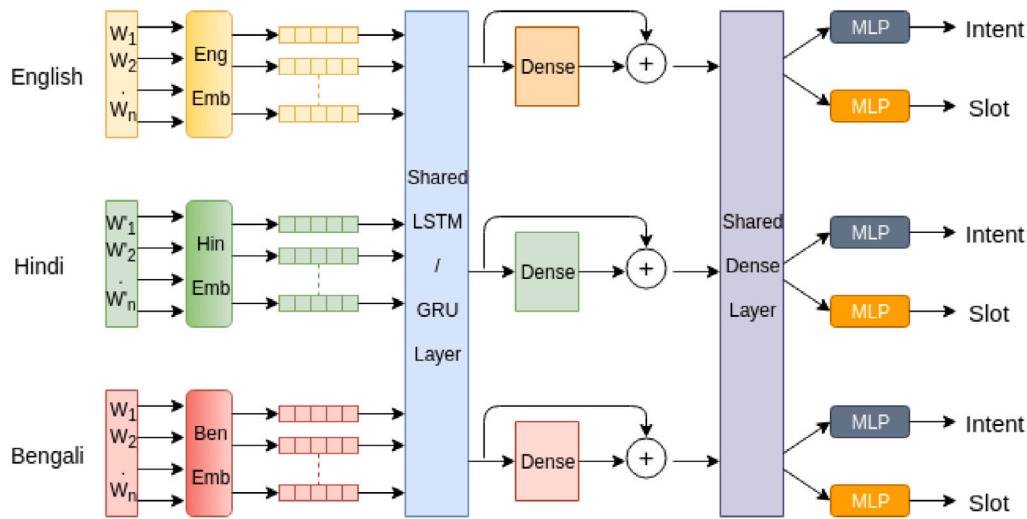 English
W1
W2
.
Wn
Eng
Emb
Dense
+
MLP
Intent
MLP
Slot
Hindi
W'1
W'2
.
W'n
Hin
Emb
Shared
LSTM
/
GRU
Layer
Dense
+
Shared
Dense
Layer
MLP
Intent
MLP
Slot
Bengali
W1
W2
.
Wn
Ben
Emb
Dense
+
MLP
Intent
MLP
Slot